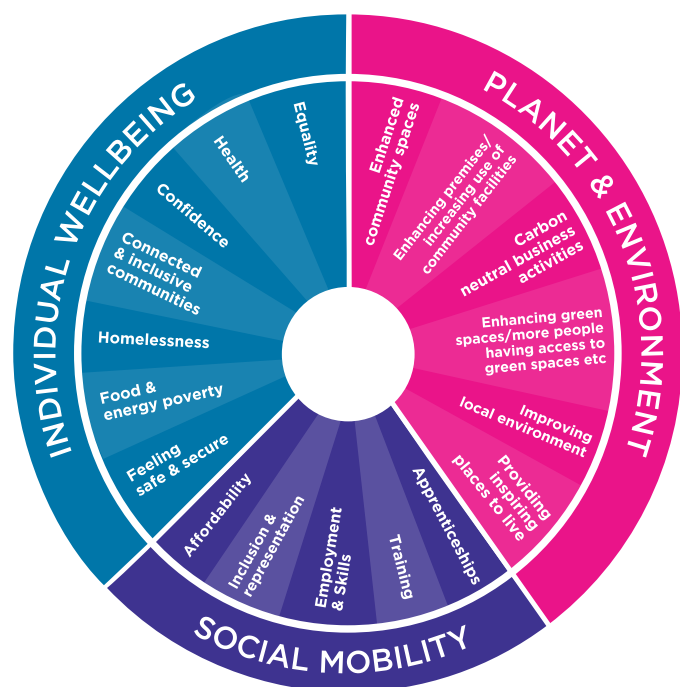 PLANET & ENVIRONMENT
Enhanced
community spaces
Enhancing premises/
increasing use of
community facilities
Carbon
neutral business
activities
Enhancing green
spaces/more people
having access to
green spaces etc
Improving
local environment
Providing
inspiring
places to live
SOCIAL MOBILITY
Apprenticeships
Training
Employment
& Skills
Inclusion &
representation
Affordability
INDIVIDUAL WELLBEING
Feeling
safe & secure
Food &
energy poverty
Homelessness
Connected
& inclusive
communities
Confidence
Health
Equality